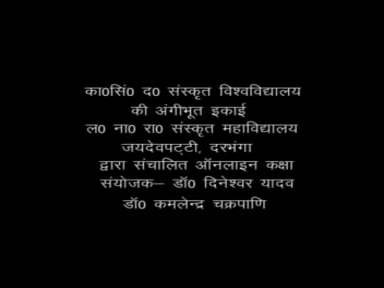 का0सिं0 द0 संस्कृत विश्वविद्यालय
की अंगीभूत इकाई
ल0 ना0 रा0 संस्कृत महाविद्यालय
जयदेवपट्टी, दरभंगा
द्वारा संचालित ऑनलाइन कक्षा
संयोजक– डॉ0 दिनेश्वर यादव
डॉ0 कमलेन्द्र चक्रपाणि